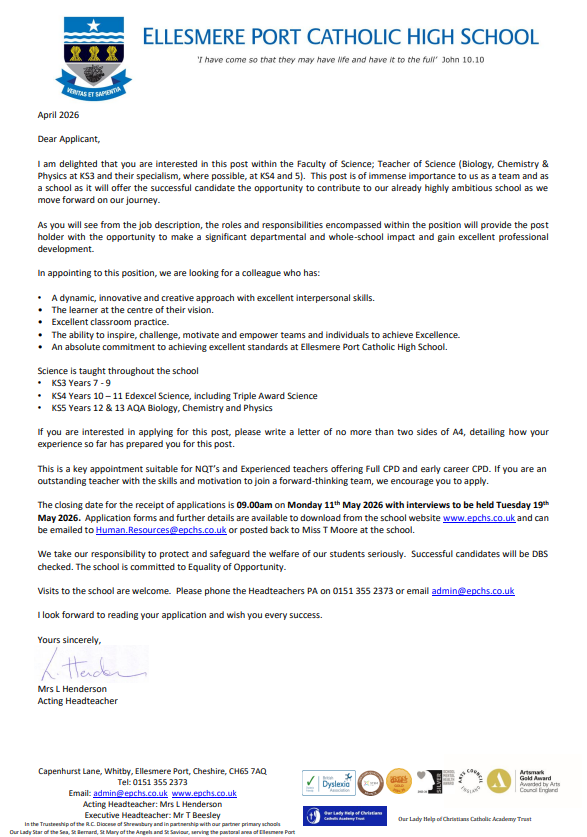 VERITAS ET SAPIENTIA
ELLESMERE PORT CATHOLIC HIGH SCHOOL
'I have come so that they may have life and have it to the full' John 10.10
April 2026
Dear Applicant,
I am delighted that you are interested in this post within the Faculty of Science; Teacher of Science (Biology, Chemistry &
Physics at KS3 and their specialism, where possible, at KS4 and 5). This post is of immense importance to us as a team and as
a school as it will offer the successful candidate the opportunity to contribute to our already highly ambitious school as we
move forward on our journey.
As you will see from the job description, the roles and responsibilities encompassed within the position will provide the post
holder with the opportunity to make a significant departmental and whole-school impact and gain excellent professional
development.
In appointing to this position, we are looking for a colleague who has:
• A dynamic, innovative and creative approach with excellent interpersonal skills.
• The learner at the centre of their vision.
• Excellent classroom practice.
• The ability to inspire, challenge, motivate and empower teams and individuals to achieve Excellence.
• An absolute commitment to achieving excellent standards at Ellesmere Port Catholic High School.
Science is taught throughout the school
• KS3 Years 7 - 9
• KS4 Years 10 – 11 Edexcel Science, including Triple Award Science
• KS5 Years 12 & 13 AQA Biology, Chemistry and Physics
If you are interested in applying for this post, please write a letter of no more than two sides of A4, detailing how your
experience so far has prepared you for this post.
This is a key appointment suitable for NQT's and Experienced teachers offering Full CPD and early career CPD. If you are an
outstanding teacher with the skills and motivation to join a forward-thinking team, we encourage you to apply.
The closing date for the receipt of applications is 09.00am on Monday 11th May 2026 with interviews to be held Tuesday 19th
May 2026. Application forms and further details are available to download from the school website www.epchs.co.uk and can
be emailed to Human.Resources@epchs.co.uk or posted back to Miss T Moore at the school.
We take our responsibility to protect and safeguard the welfare of our students seriously. Successful candidates will be DBS
checked. The school is committed to Equality of Opportunity.
Visits to the school are welcome. Please phone the Headteachers PA on 0151 355 2373 or email admin@epchs.co.uk
I look forward to reading your application and wish you every success.
Yours sincerely,
L. Henderson
Mrs L Henderson
Acting Headteacher
Capenhurst Lane, Whitby, Ellesmere Port, Cheshire, CH65 7AQ
Tel: 0151 355 2373
Email: admin@epchs.co.uk www.epchs.co.uk
Acting Headteacher: Mrs L Henderson
Executive Headteacher: Mr T Beesley
In the Trusteeship of the R.C. Diocese of Shrewsbury and in partnership with our partner primary schools
Our Lady Star of the Sea, St Bernard, St Mary of the Angels and St Saviour, serving the pastoral area of Ellesmere Port
British
Dyslexia
Association
SILVER
ARTS COUNCIL
ENGLAND
Artsmark
Gold Award
Awarded by Arts
Council England
Our Lady Help of Christians
Catholic Academy Trust
Our Lady Help of Christians Catholic Academy Trust